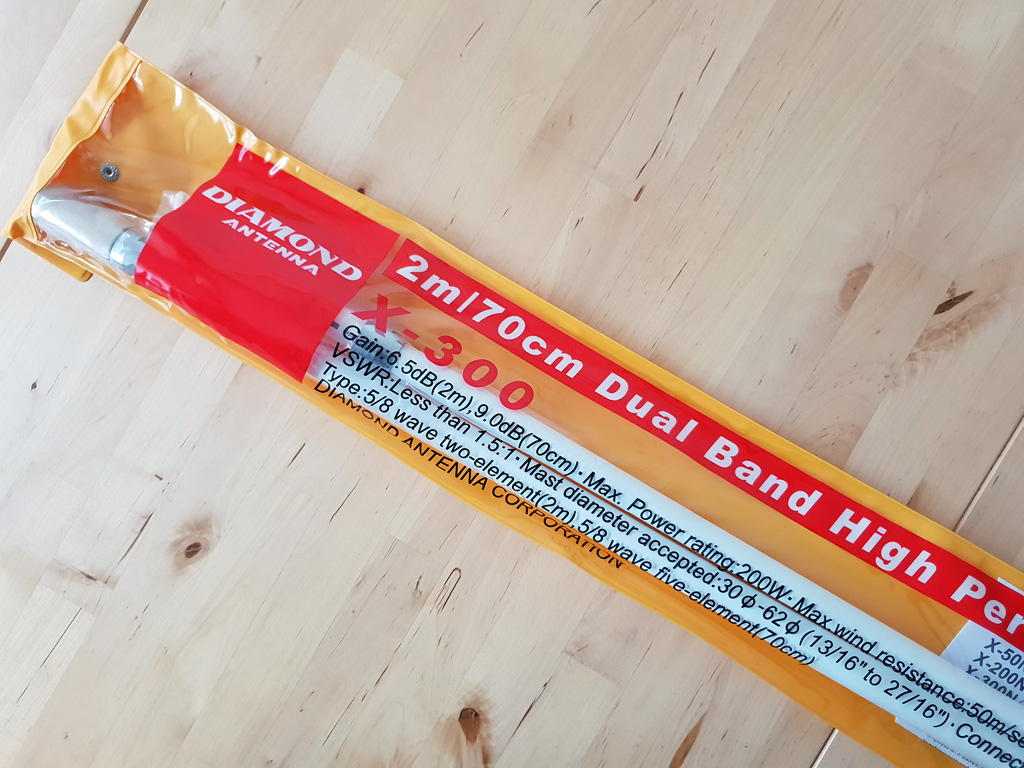 DIAMOND
ANTENNA
2m/70cm Dual Band High Per
X-300
Gain:6.5dB(2m),9.0dB(70cm)·Max. Power rating:200W·Max.wind resistance:50m/se
VSWR:Less than 1.5:1·Mast diameter accepted:30ϕ-62ϕ(13/16"to 27/16")·Connec
Type:5/8 wave two-element(2m),5/8 wave five-element(70cm)
DIAMOND ANTENNA CORPORATION
X-50N
X-200N
X-300N